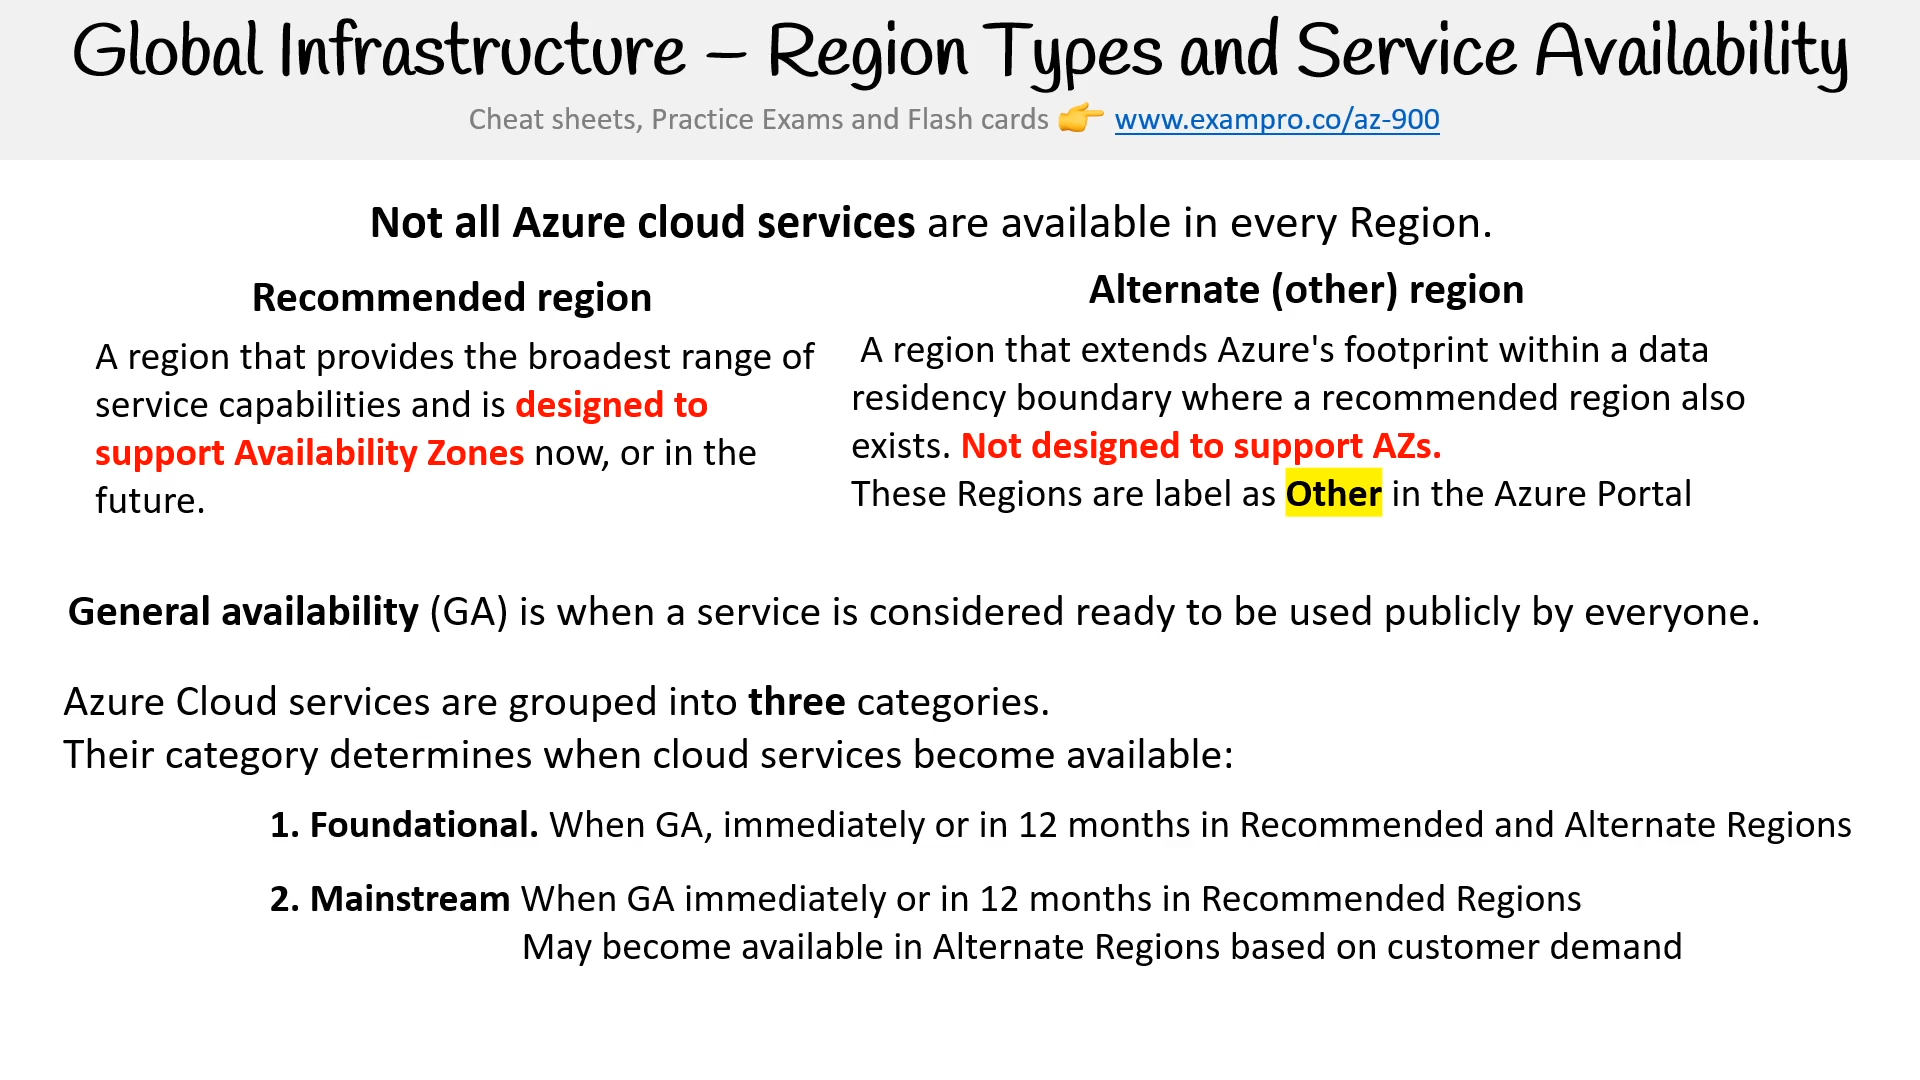 Global Infrastructure – Region Types and Service Availability
Cheat sheets, Practice Exams and Flash cards 👉 www.exampro.co/az-900
Not all Azure cloud services are available in every Region.
Recommended region
A region that provides the broadest range of
service capabilities and is designed to
support Availability Zones now, or in the
future.
Alternate (other) region
A region that extends Azure's footprint within a data
residency boundary where a recommended region also
exists. Not designed to support AZs.
These Regions are label as Other in the Azure Portal
General availability (GA) is when a service is considered ready to be used publicly by everyone.
Azure Cloud services are grouped into three categories.
Their category determines when cloud services become available:
1. Foundational. When GA, immediately or in 12 months in Recommended and Alternate Regions
2. Mainstream When GA immediately or in 12 months in Recommended Regions
May become available in Alternate Regions based on customer demand